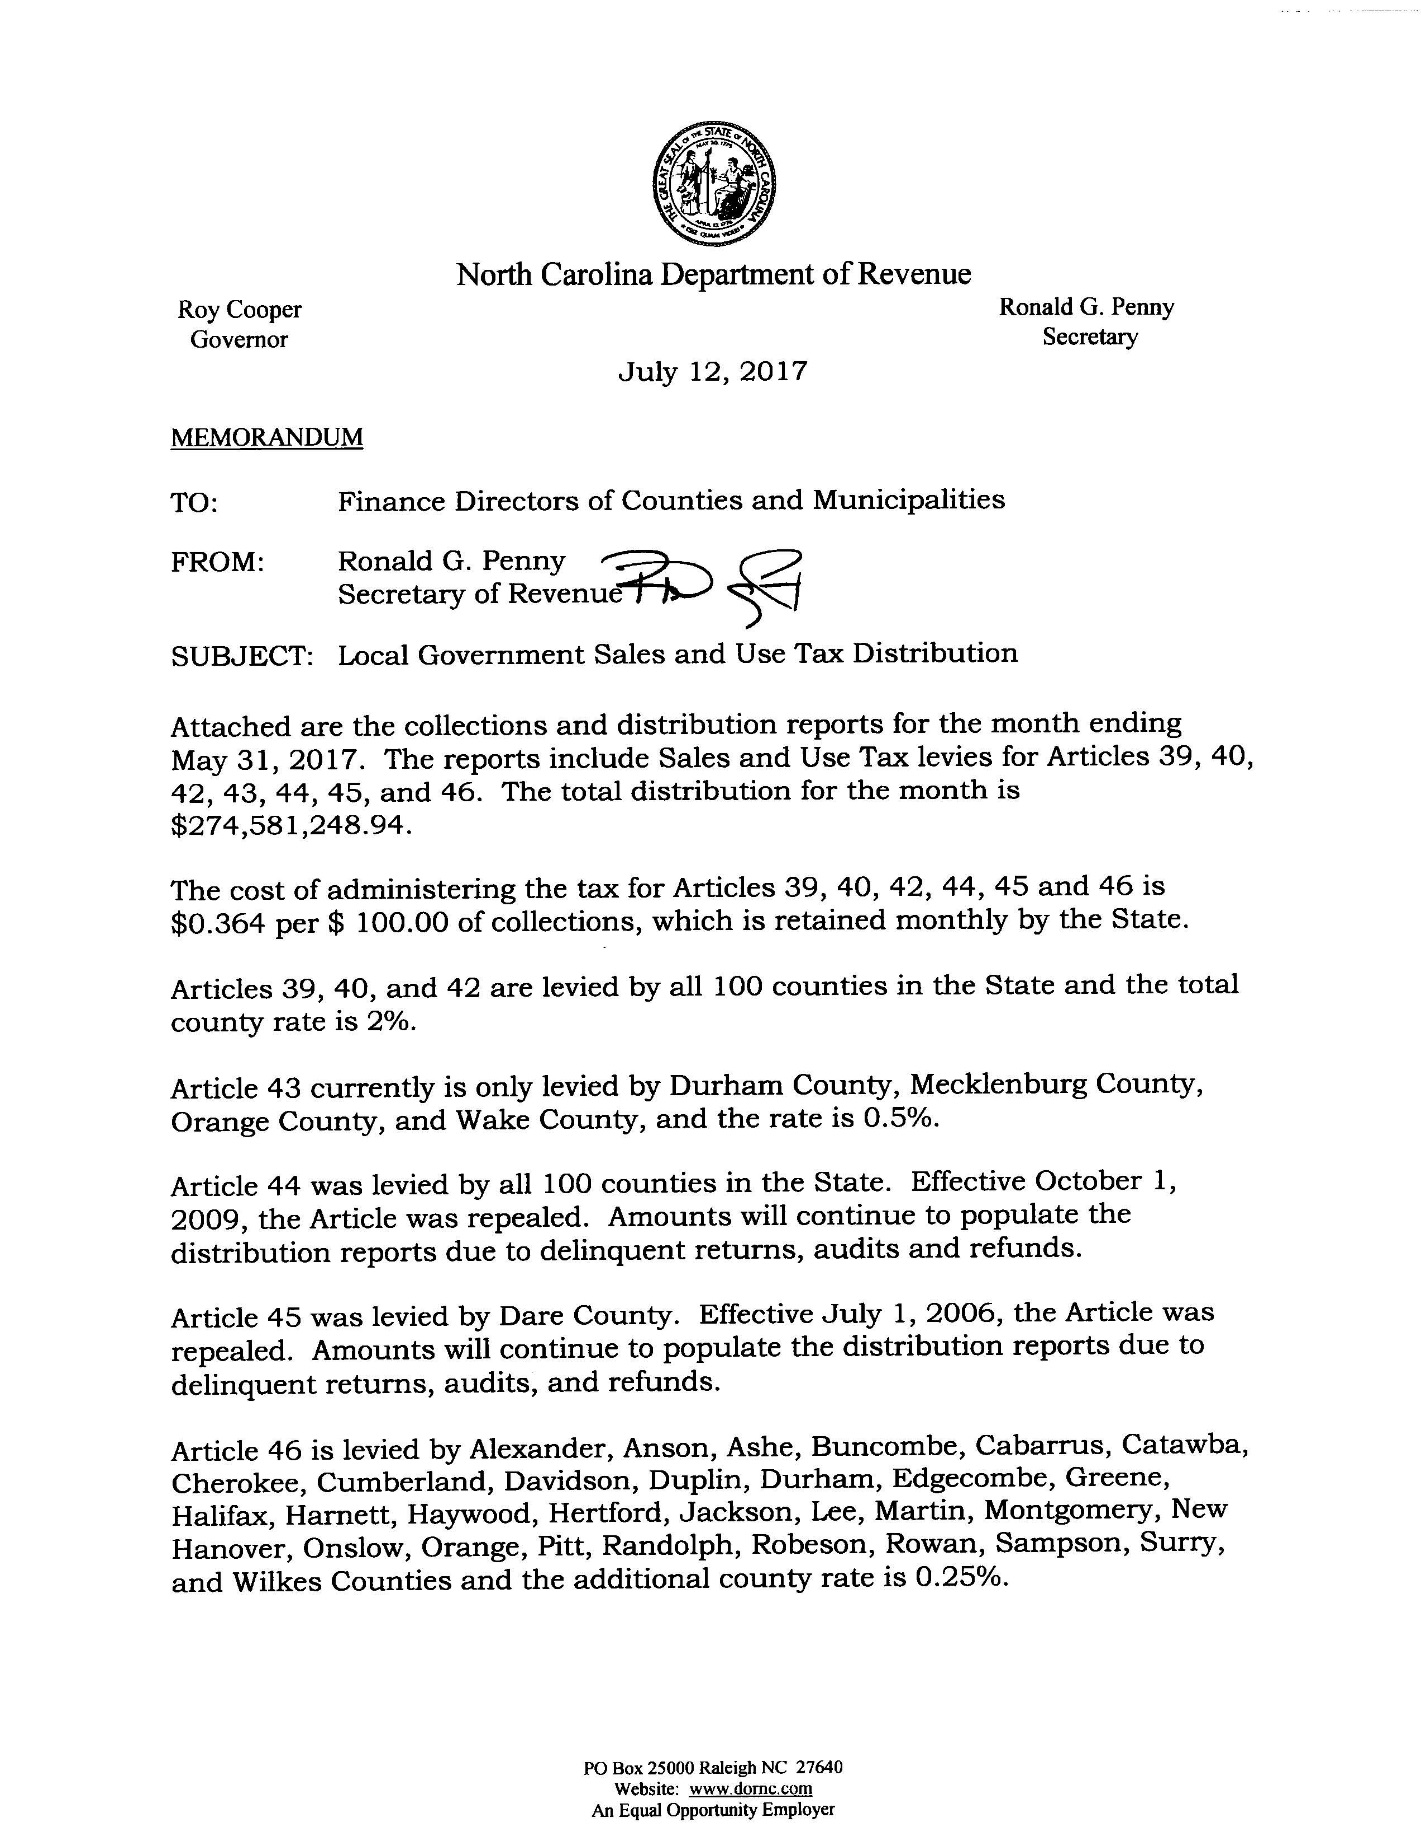 THE GREAT SEAL OF THE STATE OF NORTH CAROLINA
North Carolina Department of Revenue
Roy Cooper
Governor
Ronald G. Penny
Secretary
July 12, 2017
MEMORANDUM
TO: Finance Directors of Counties and Municipalities
FROM: Ronald G. Penny
Secretary of Revenue
SUBJECT: Local Government Sales and Use Tax Distribution
Attached are the collections and distribution reports for the month ending
May 31, 2017. The reports include Sales and Use Tax levies for Articles 39, 40,
42, 43, 44, 45, and 46. The total distribution for the month is
$274,581,248.94.
The cost of administering the tax for Articles 39, 40, 42, 44, 45 and 46 is
$0.364 per $ 100.00 of collections, which is retained monthly by the State.
Articles 39, 40, and 42 are levied by all 100 counties in the State and the total
county rate is 2%.
Article 43 currently is only levied by Durham County, Mecklenburg County,
Orange County, and Wake County, and the rate is 0.5%.
Article 44 was levied by all 100 counties in the State. Effective October 1,
2009, the Article was repealed. Amounts will continue to populate the
distribution reports due to delinquent returns, audits and refunds.
Article 45 was levied by Dare County. Effective July 1, 2006, the Article was
repealed. Amounts will continue to populate the distribution reports due to
delinquent returns, audits, and refunds.
Article 46 is levied by Alexander, Anson, Ashe, Buncombe, Cabarrus, Catawba,
Cherokee, Cumberland, Davidson, Duplin, Durham, Edgecombe, Greene,
Halifax, Harnett, Haywood, Hertford, Jackson, Lee, Martin, Montgomery, New
Hanover, Onslow, Orange, Pitt, Randolph, Robeson, Rowan, Sampson, Surry,
and Wilkes Counties and the additional county rate is 0.25%.
PO Box 25000 Raleigh NC 27640
Website: www.dornc.com
An Equal Opportunity Employer